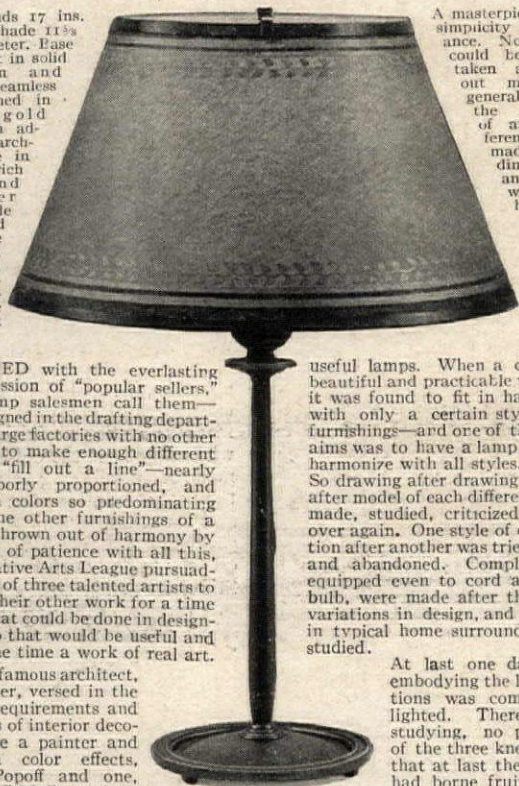 ds 17 ins.
hade 11⅜
eter. Base
in solid
n and
eamless
ned in
gold
ad-
arch-
e in
ich
nd
er
le
d
ED with the everlasting
ssion of "popular sellers,"
mp salesmen call them—
gned in the drafting depart-
rge factories with no other
to make enough different
"fill out a line"—nearly
oorly proportioned, and
colors so predominating
e other furnishings of a
thrown out of harmony by
of patience with all this,
ative Arts League pursuad-
of three talented artists to
heir other work for a time
at could be done in design-
that would be useful and
e time a work of real art.
famous architect,
er, versed in the
equirements and
s of interior deco-
e a painter and
color effects,
Popoff and one,
A masterpie
simplicity
ance. No
could be
taken a
out m
general
the
of a
feren
mad
din
an
w
useful lamps. When a c
beautiful and practicable
it was found to fit in ha
with only a certain sty
furnishings—and ore of t
aims was to have a lamp
harmonize with all styles.
So drawing after drawing
after model of each differe
made, studied, criticized
over again. One style of
tion after another was trie
and abandoned. Compl
equipped even to cord a
bulb, were made after th
variations in design, and
in typical home surround
studied.
At last one da
embodying the l
tions was com
lighted. There
studying, no p
of the three kne
that at last the
had borne frui